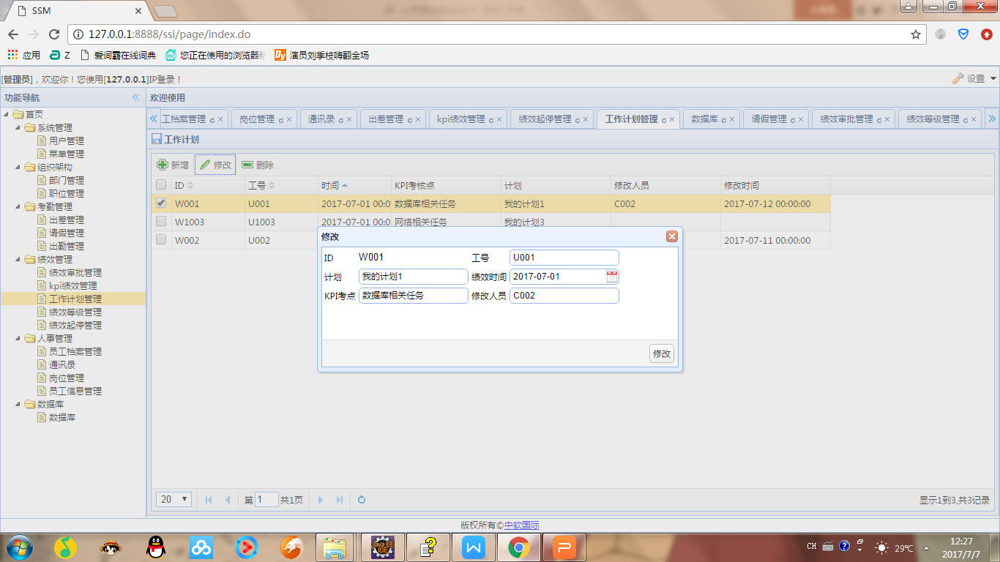 SSM
127.0.0.1:8888/ssi/page/index.do
应用 Z 爱词霸在线词典 您正在使用的浏览器 演员刘季枝嗨翻全场
[管理员]，欢迎你！您使用[127.0.0.1]IP登录！ 设置
功能导航
首页
系统管理
用户管理
菜单管理
组织架构
部门管理
职位管理
考勤管理
出差管理
请假管理
出勤管理
绩效管理
绩效审批管理
kpi绩效管理
工作计划管理
绩效等级管理
绩效起停管理
人事管理
员工档案管理
通讯录
岗位管理
员工信息管理
数据库
数据库
欢迎使用
工档案管理 岗位管理 通讯录 出差管理 kpi绩效管理 绩效起停管理 工作计划管理 数据库 请假管理 绩效审批管理 绩效等级管理
工作计划
新增 修改 删除
ID 工号 时间 KPI考核点 计划 修改人员 修改时间
W001 U001 2017-07-01 00:0 数据库相关任务 我的计划1 C002 2017-07-12 00:00:00
W1003 U1003 2017-07-01 00:0 网络相关任务 我的计划3
W002 U002 2017-07-11 00:00:00
修改
ID W001 工号 U001
计划 我的计划1 绩效时间 2017-07-01
KPI考点 数据库相关任务 修改人员 C002
修改
20 第 1 共1页 显示1到3,共3记录
版权所有©中软国际
Java EE
IDE
CH 29℃ 12:27
2017/7/7